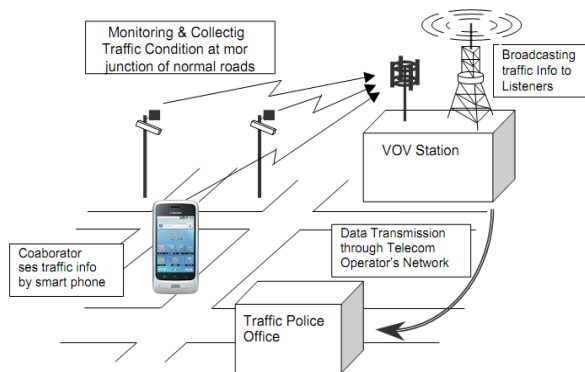 Monitoring & Collectig
Traffic Condition at mor
junction of normal roads
Broadcasting
traffic Info to
Listeners
VOV Station
Coaborator
ses traffic info
by smart phone
Data Transmission
through Telecom
Operator's Network
Traffic Police
Office